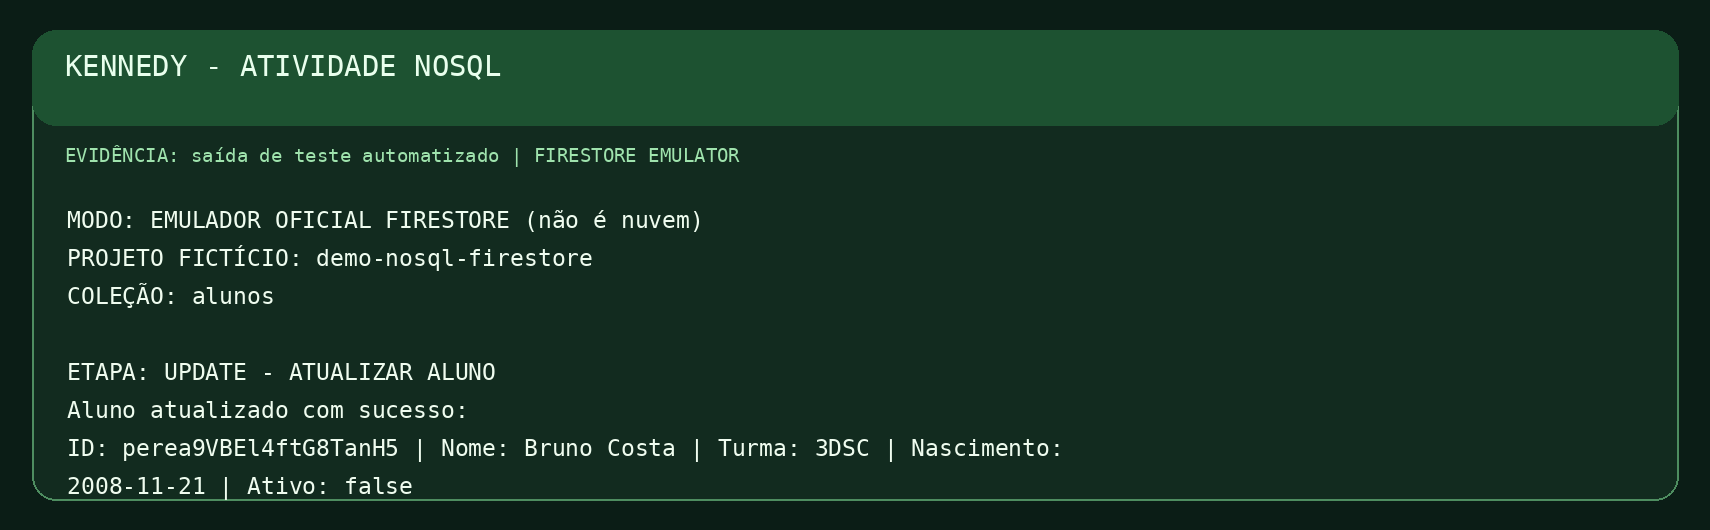 KENNEDY - ATIVIDADE NOSQL
EVIDÊNCIA: saída de teste automatizado | FIRESTORE EMULATOR
MODO: EMULADOR OFICIAL FIRESTORE (não é nuvem)
PROJETO FICTÍCIO: demo-nosql-firestore
COLEÇÃO: alunos
ETAPA: UPDATE - ATUALIZAR ALUNO
Aluno atualizado com sucesso:
ID: perea9VBEl4ftG8TanH5 | Nome: Bruno Costa | Turma: 3DSC | Nascimento:
2008-11-21 | Ativo: false